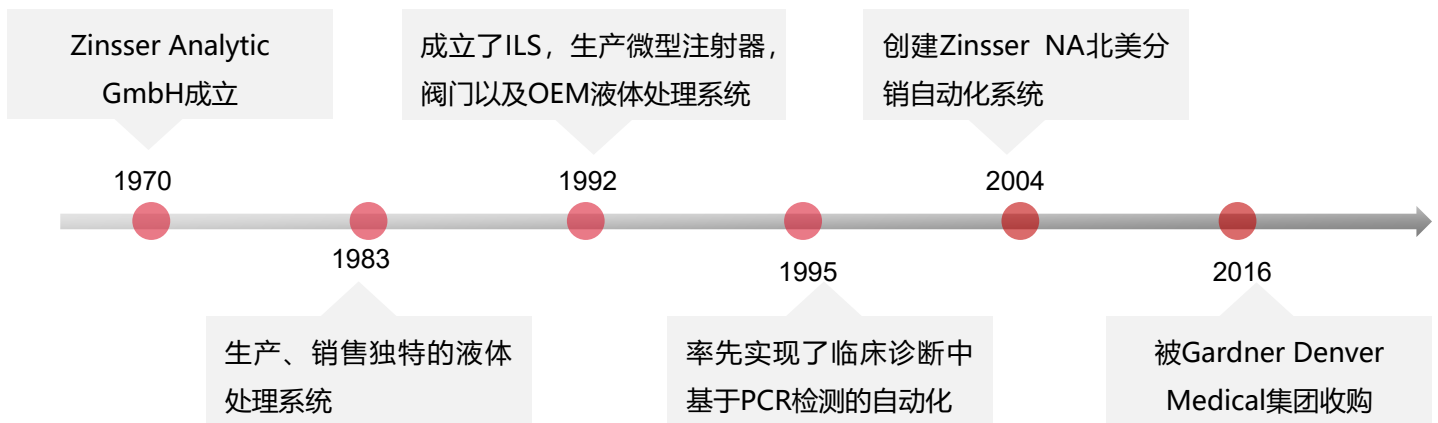 Zinsser Analytic
GmbH成立
成立了ILS，生产微型注射器，
阀门以及OEM液体处理系统
创建Zinsser NA北美分
销自动化系统
1970
1992
2004
1983
1995
2016
生产、销售独特的液体
处理系统
率先实现了临床诊断中
基于PCR检测的自动化
被Gardner Denver
Medical集团收购